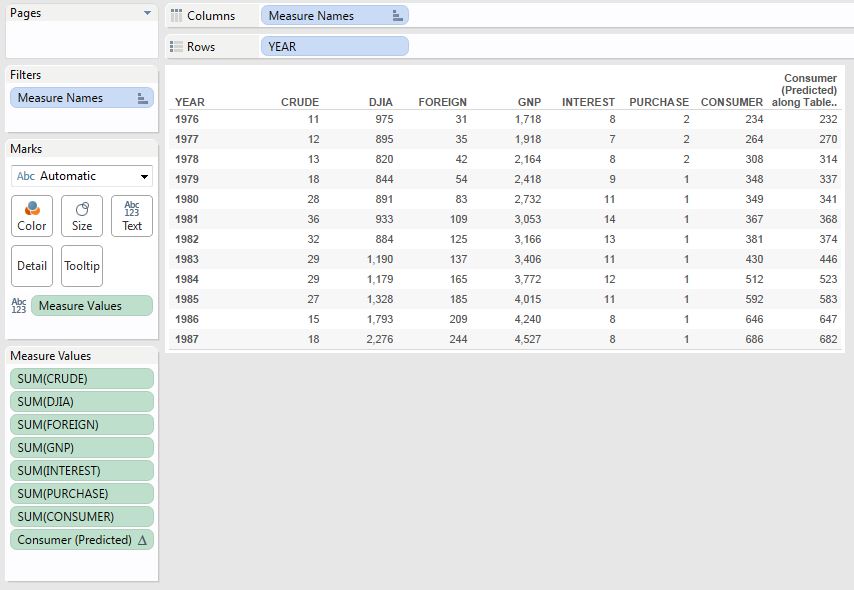 Pages
Columns
Measure Names
Rows
YEAR
Filters
Measure Names
Marks
Abc Automatic
Color
Size
Abc
123
Text
Detail
Tooltip
Abc
123
Measure Values
Measure Values
SUM(CRUDE)
SUM(DJIA)
SUM(FOREIGN)
SUM(GNP)
SUM(INTEREST)
SUM(PURCHASE)
SUM(CONSUMER)
Consumer (Predicted) Δ
Consumer
(Predicted)
YEAR CRUDE DJIA FOREIGN GNP INTEREST PURCHASE CONSUMER along Table..
1976 11 975 31 1,718 8 2 234 232
1977 12 895 35 1,918 7 2 264 270
1978 13 820 42 2,164 8 2 308 314
1979 18 844 54 2,418 9 1 348 337
1980 28 891 83 2,732 11 1 349 341
1981 36 933 109 3,053 14 1 367 368
1982 32 884 125 3,166 13 1 381 374
1983 29 1,190 137 3,406 11 1 430 446
1984 29 1,179 165 3,772 12 1 512 523
1985 27 1,328 185 4,015 11 1 592 583
1986 15 1,793 209 4,240 8 1 646 647
1987 18 2,276 244 4,527 8 1 686 682